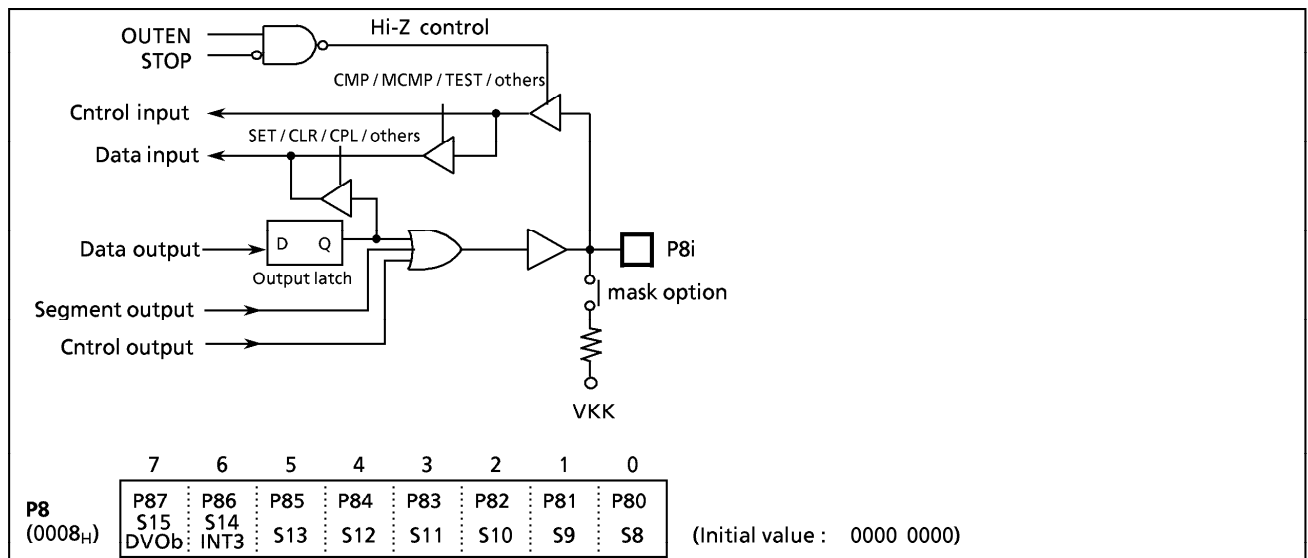 OUTEN
STOP
Hi-Z control
CMP / MCMP / TEST / others
Cntrol input
SET / CLR / CPL / others
Data input
Data output
D Q
Output latch
P8i
mask option
Segment output
Cntrol output
VKK
7 6 5 4 3 2 1 0
P8
(0008H)
P87 P86 P85 P84 P83 P82 P81 P80
S15 S14 S13 S12 S11 S10 S9 S8
DVOb INT3
(Initial value : 0000 0000)